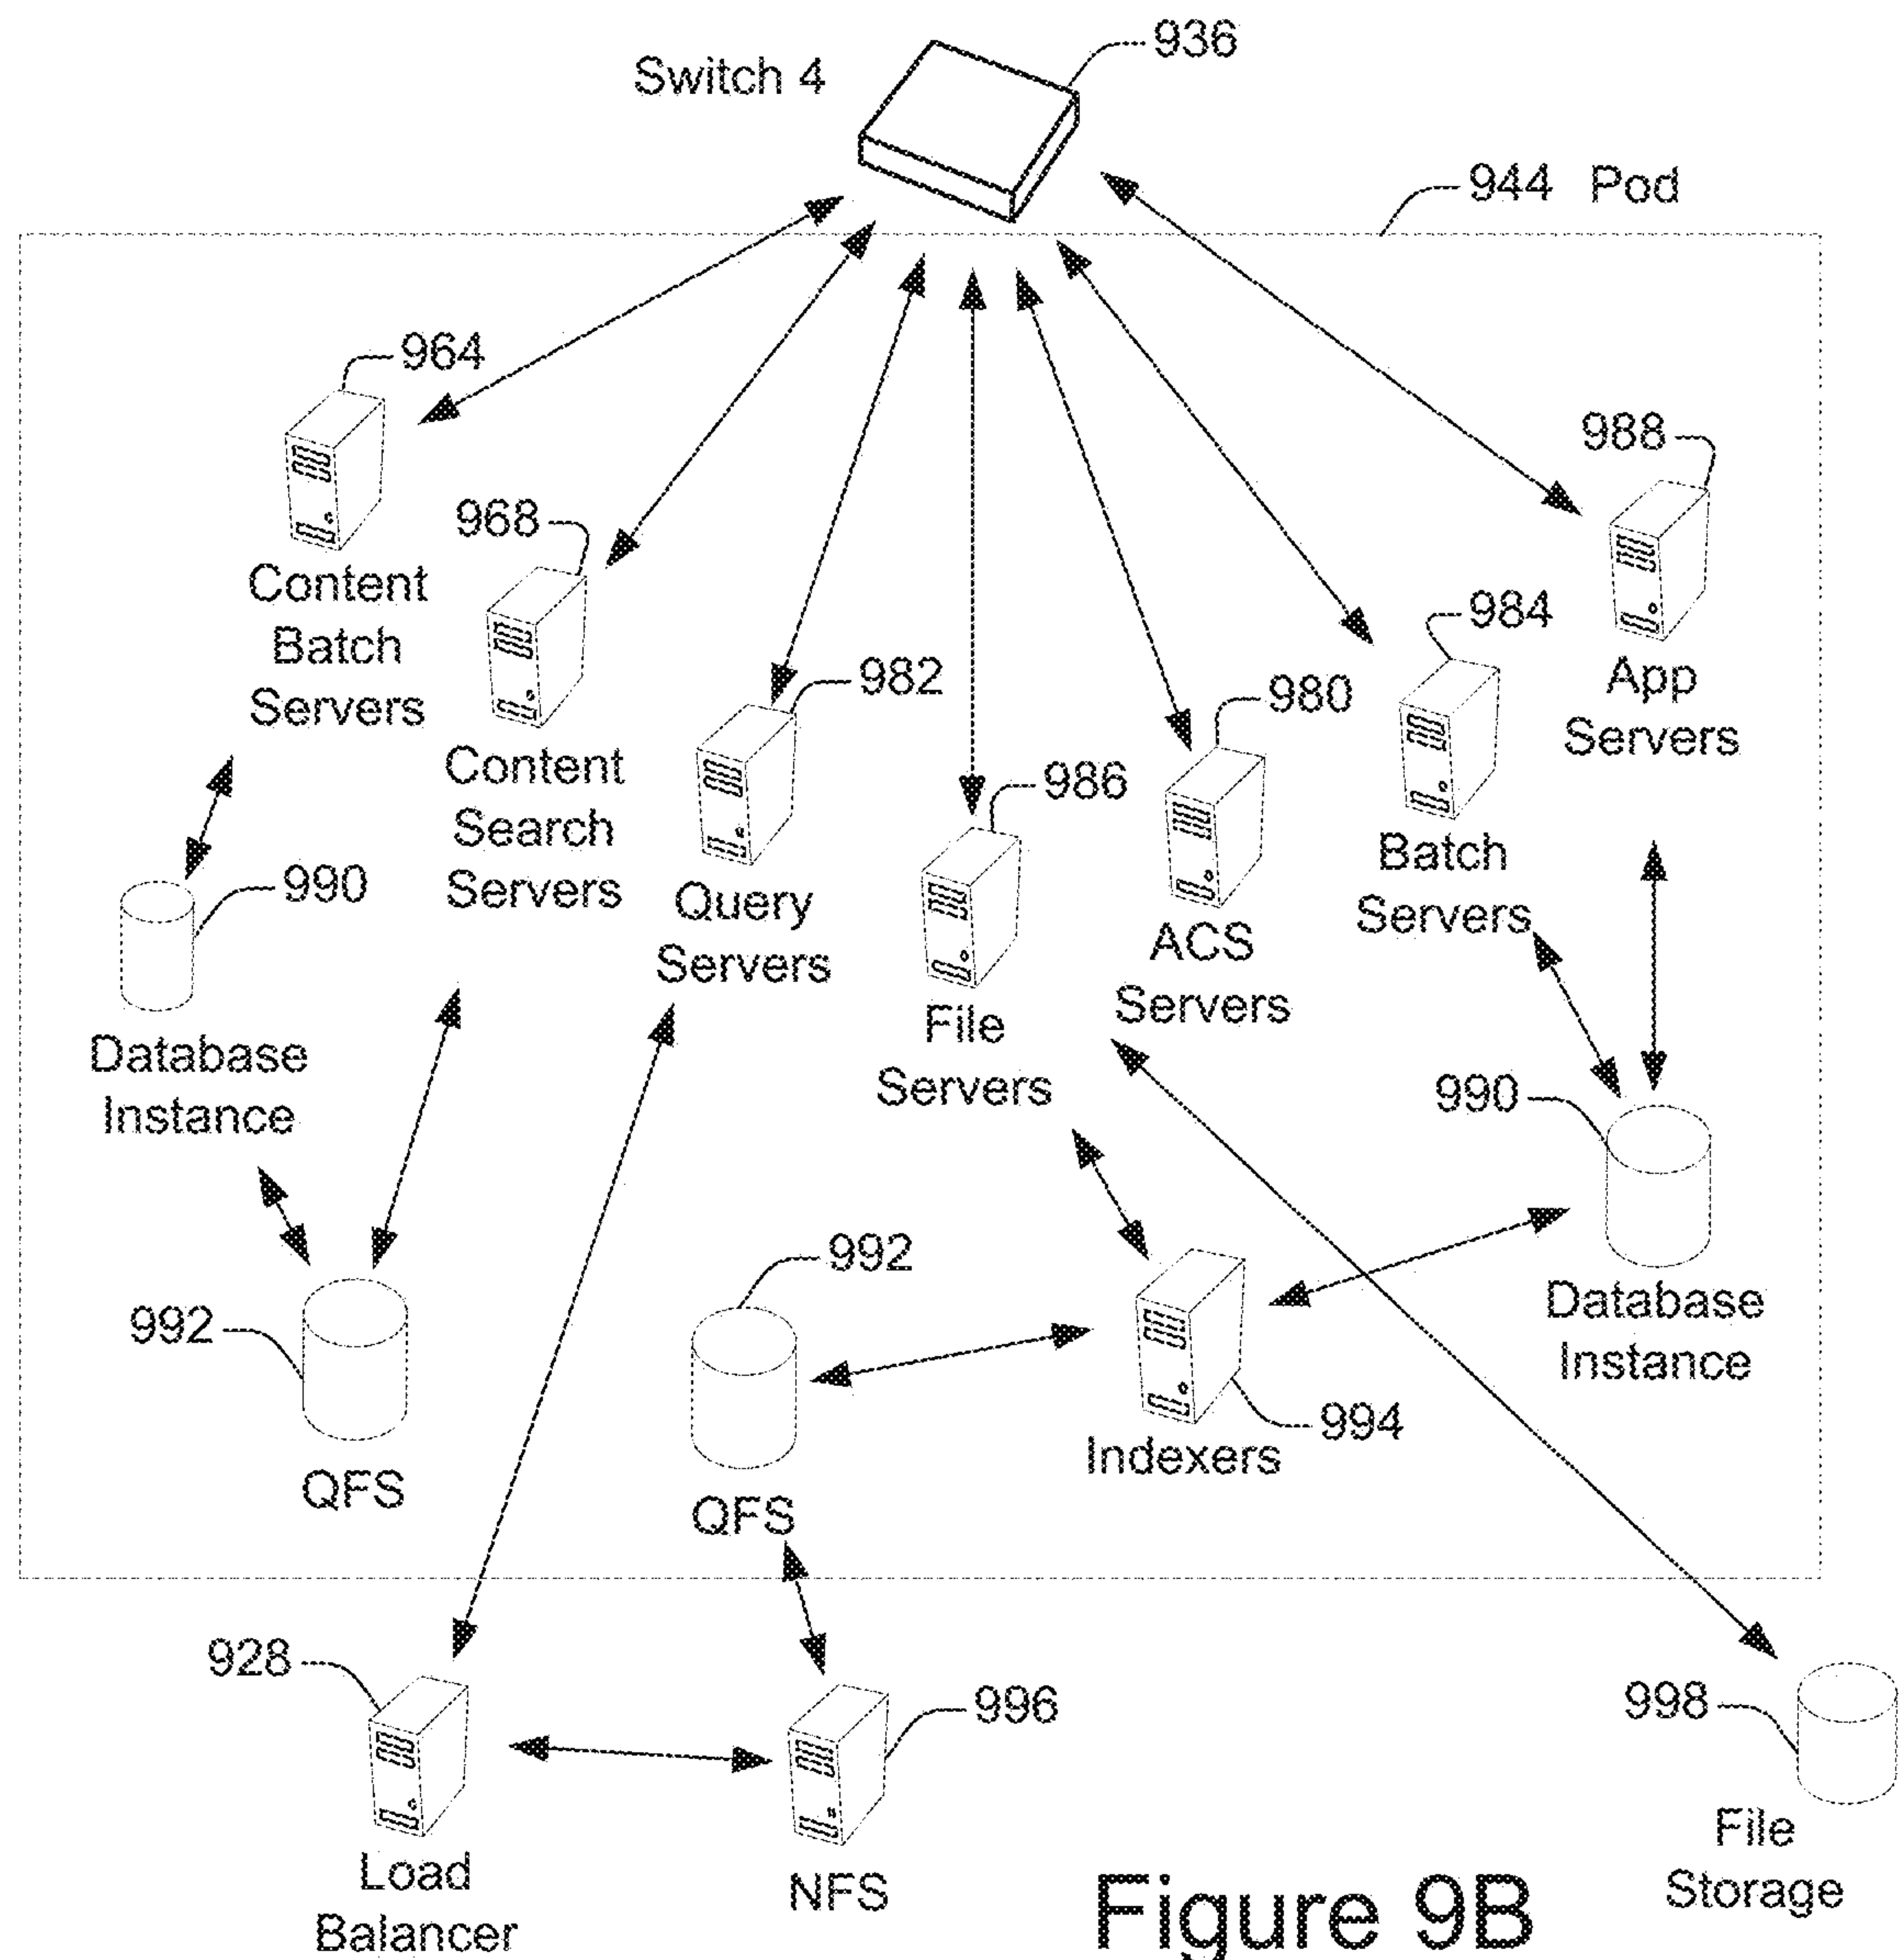 936
Switch 4
944 Pod
964
Content
Batch
Servers
968
Content
Search
Servers
982
Query
Servers
986
File
Servers
980
ACS
Servers
984
Batch
Servers
988
App
Servers
990
Database
Instance
990
Database
Instance
992
QFS
992
QFS
994
Indexers
928
Load
Balancer
996
NFS
998
File
Storage
Figure 9B